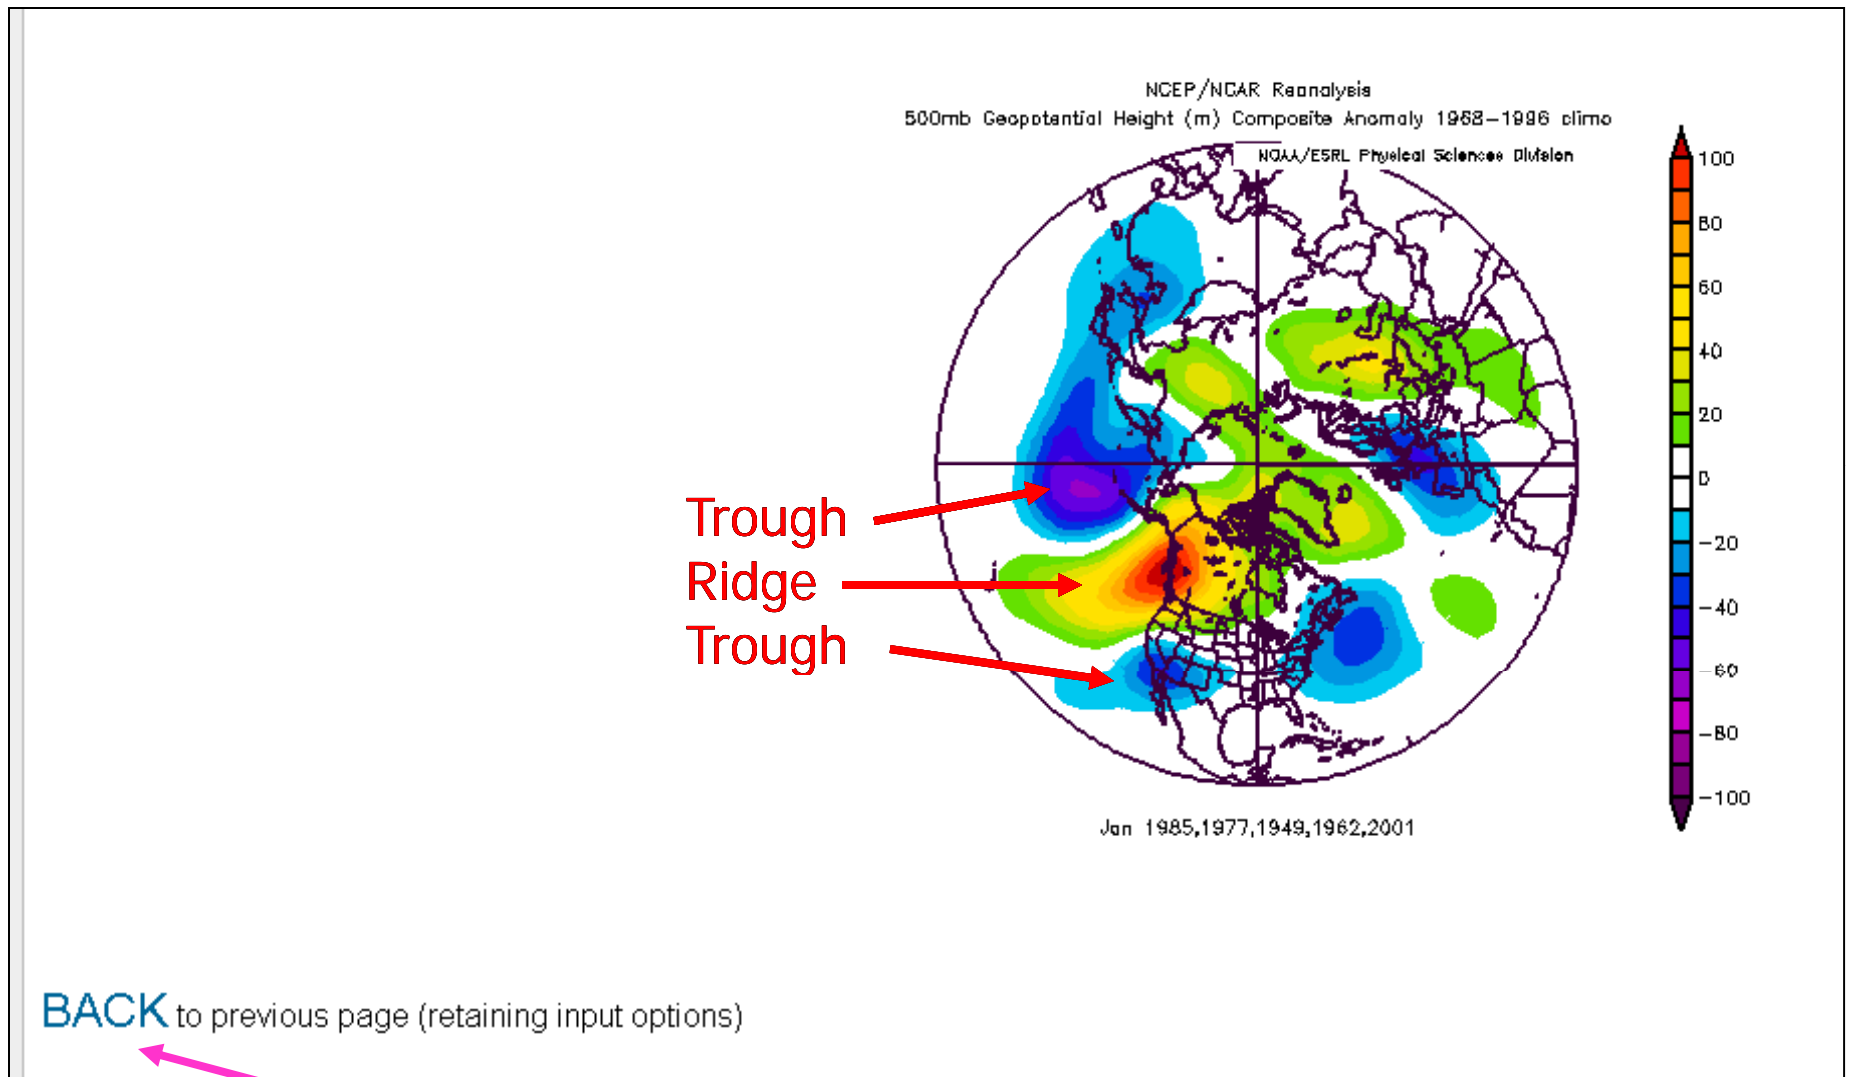 NCEP/NCAR Reanalysis
500mb Geopotential Height (m) Composite Anomaly 1968-1996 climo
NOAA/ESRL Physical Sciences Division
100
80
60
40
20
0
-20
-40
-60
-80
-100
Trough
Ridge
Trough
Jan 1985,1977,1949,1962,2001
BACK to previous page (retaining input options)